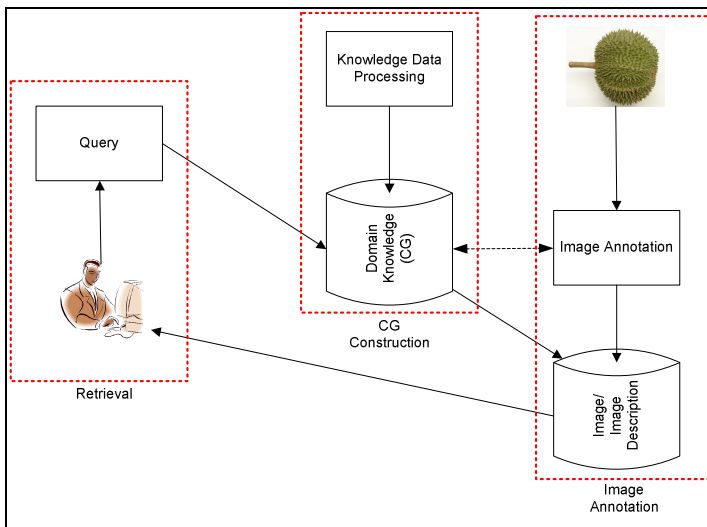 Knowledge Data
Processing
Query
Domain
Knowledge
(CG)
Image Annotation
CG
Construction
Retrieval
Image/
Image
Description
Image
Annotation